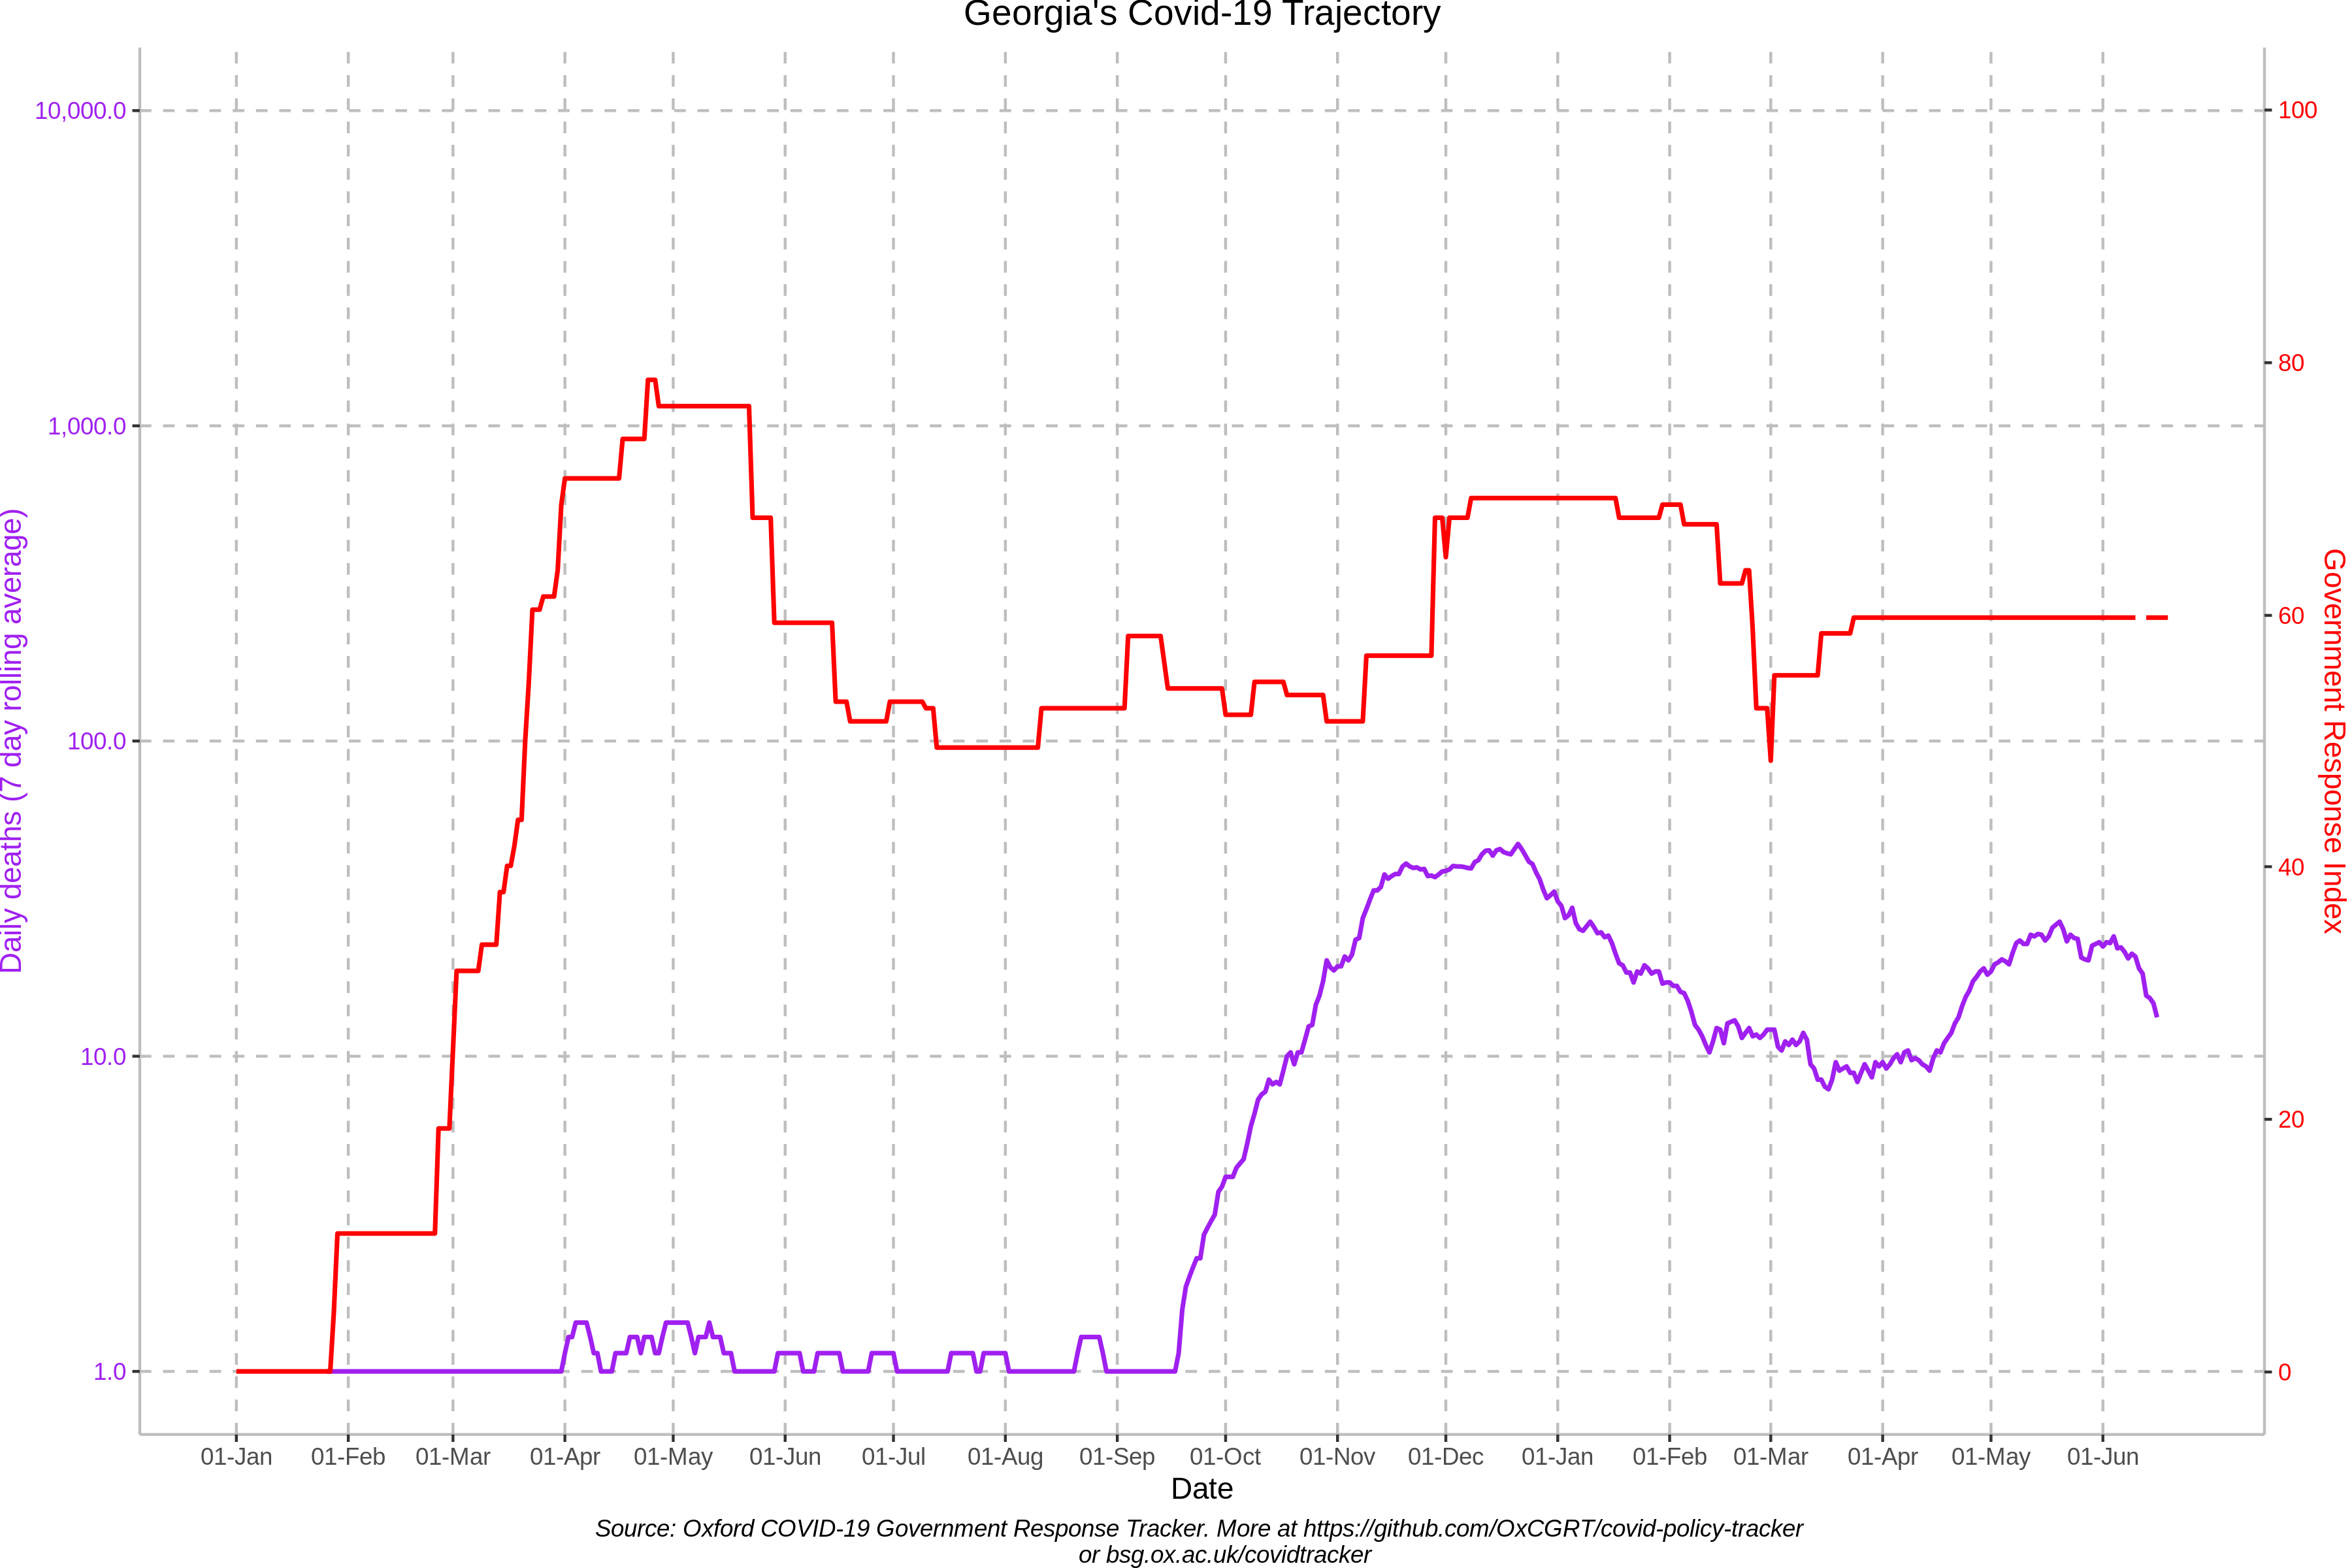 Georgia's Covid-19 Trajectory
10,000.0
1,000.0
100.0
10.0
1.0
Daily deaths (7 day rolling average)
100
80
60
40
20
0
Government Response Index
01-Jan 01-Feb 01-Mar 01-Apr 01-May 01-Jun 01-Jul 01-Aug 01-Sep 01-Oct 01-Nov 01-Dec 01-Jan 01-Feb 01-Mar 01-Apr 01-May 01-Jun
Date
Source: Oxford COVID-19 Government Response Tracker. More at https://github.com/OxCGRT/covid-policy-tracker
or bsg.ox.ac.uk/covidtracker